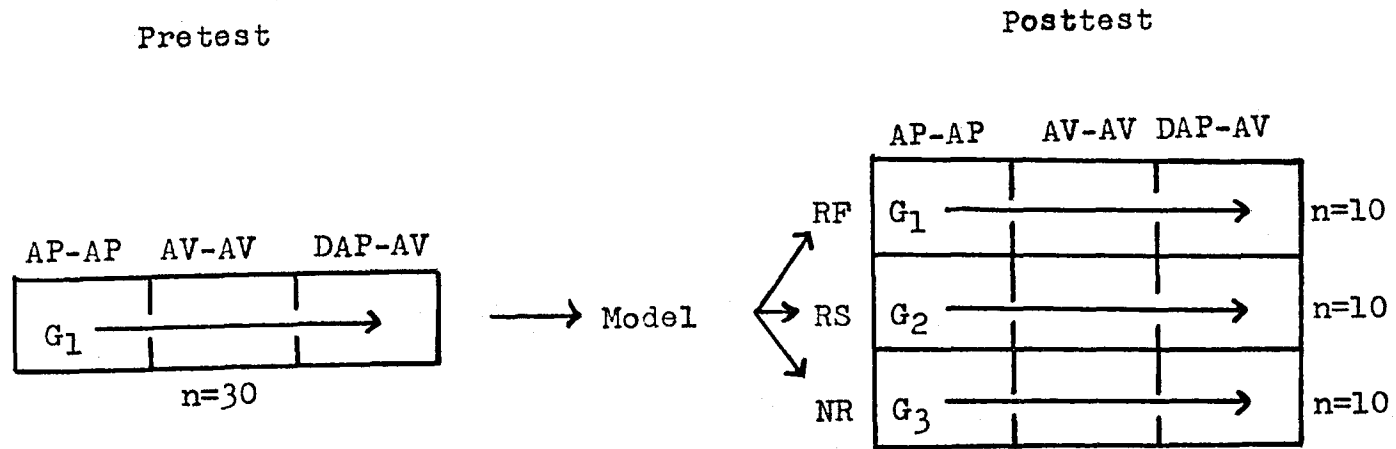 Pretest
Posttest
AP-AP AV-AV DAP-AV
G1
n=30
Model
AP-AP AV-AV DAP-AV
RF G1 n=10
RS G2 n=10
NR G3 n=10